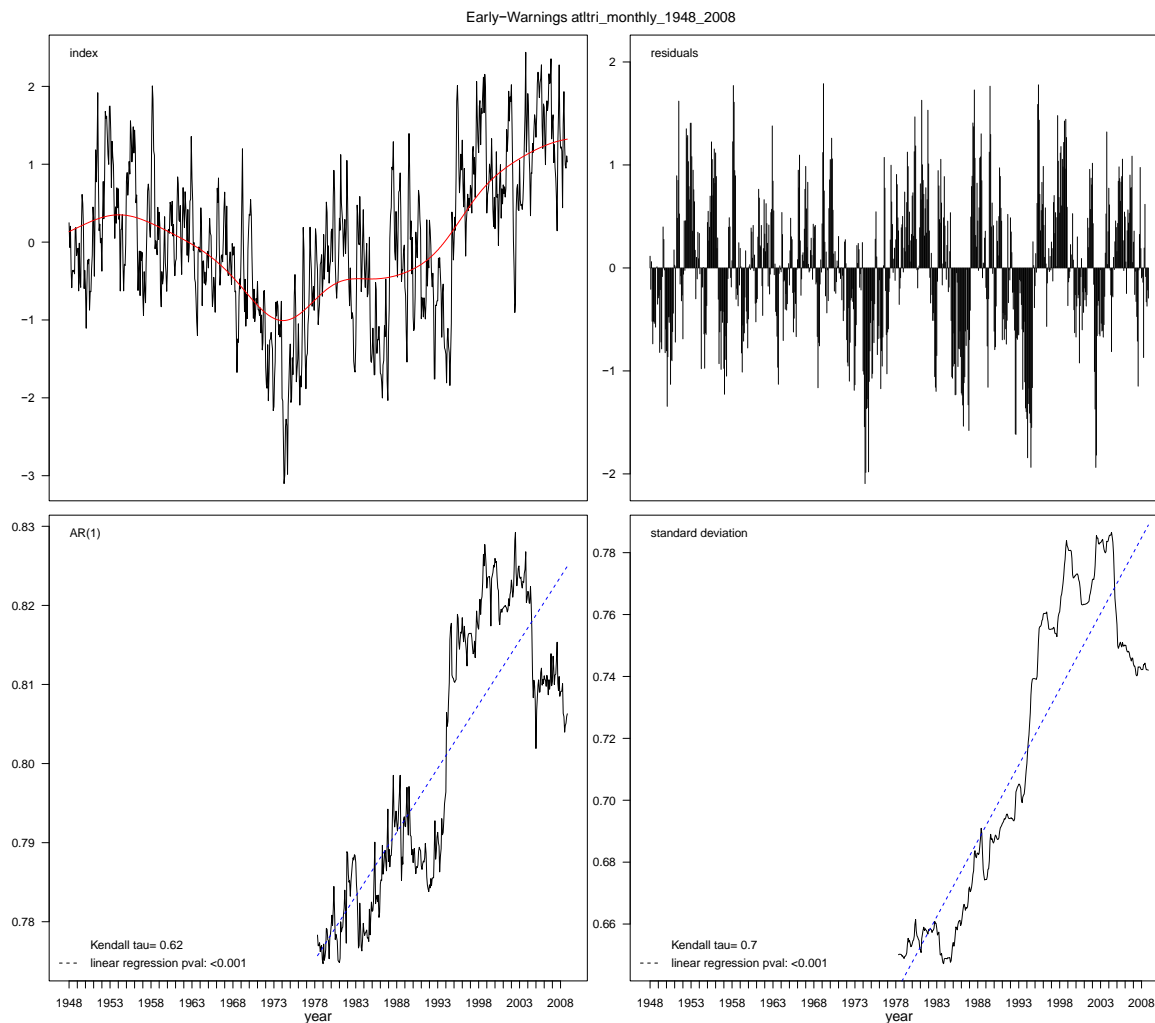 Early−Warnings atltri_monthly_1948_2008
index
2
1
0
−1
−2
−3
residuals
2
1
0
−1
−2
AR(1)
0.83
0.82
0.81
0.80
0.79
0.78
Kendall tau= 0.62
linear regression pval: <0.001
1948 1953 1958 1963 1968 1973 1978 1983 1988 1993 1998 2003 2008
year
standard deviation
0.78
0.76
0.74
0.72
0.70
0.68
0.66
Kendall tau= 0.7
linear regression pval: <0.001
1948 1953 1958 1963 1968 1973 1978 1983 1988 1993 1998 2003 2008
year